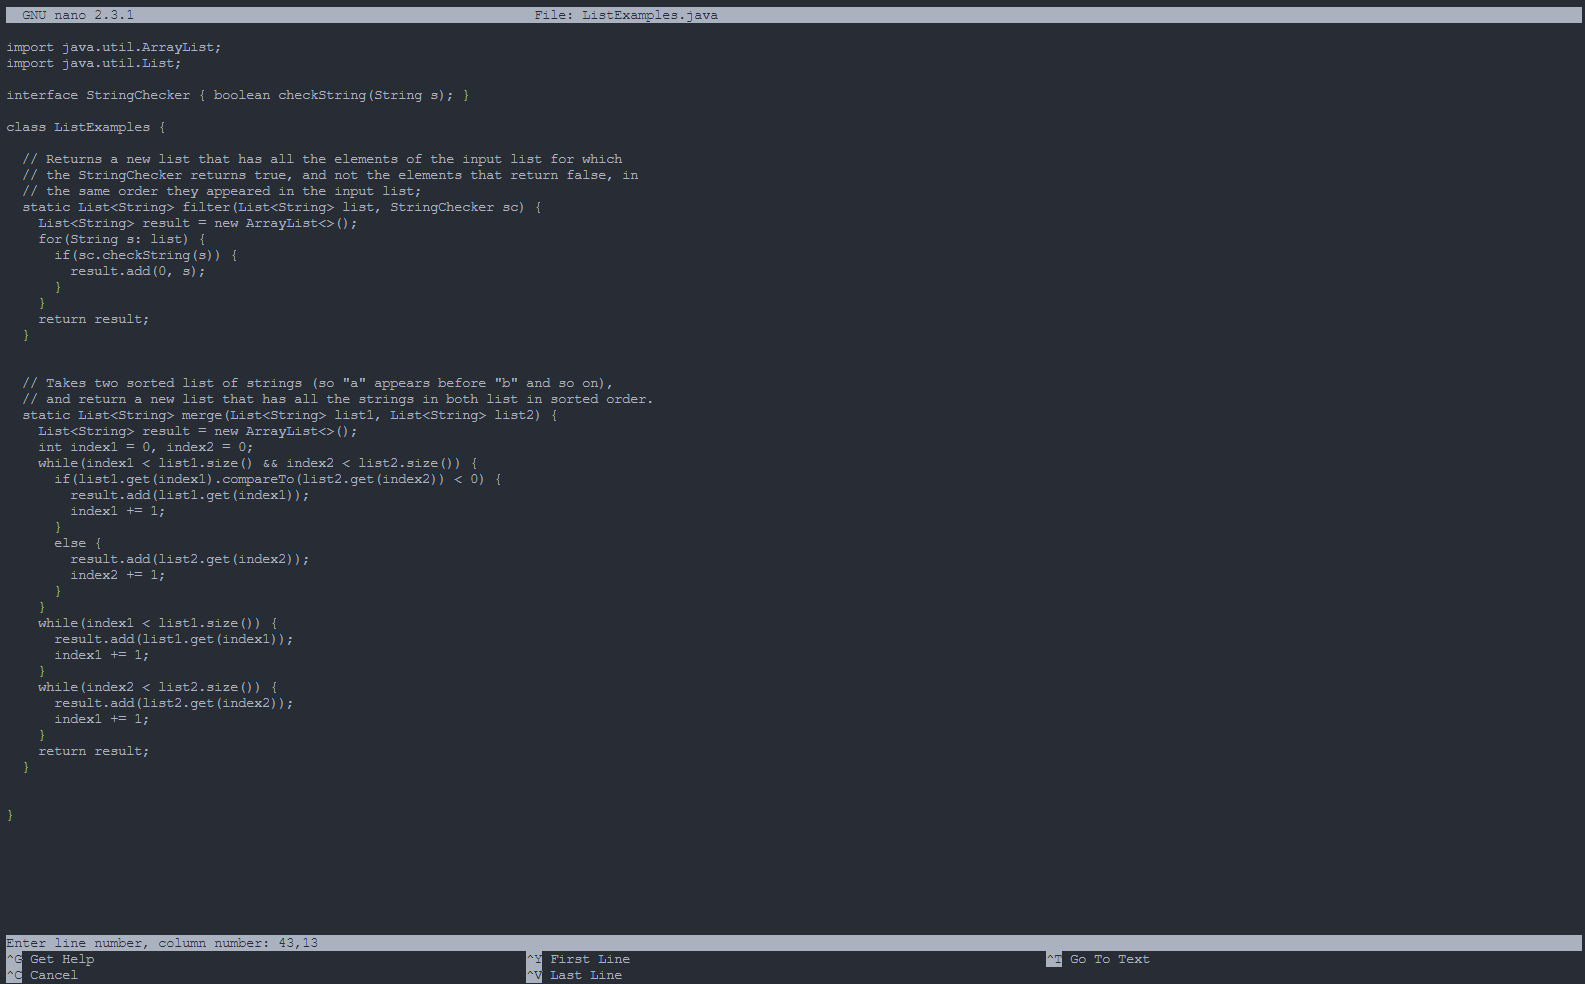 GNU nano 2.3.1 File: ListExamples.java
import java.util.ArrayList;
import java.util.List;
interface StringChecker { boolean checkString(String s); }
class ListExamples {
  // Returns a new list that has all the elements of the input list for which
  // the StringChecker returns true, and not the elements that return false, in
  // the same order they appeared in the input list;
  static List<String> filter(List<String> list, StringChecker sc) {
    List<String> result = new ArrayList<>();
    for(String s: list) {
      if(sc.checkString(s)) {
        result.add(0, s);
      }
    }
    return result;
  }
  // Takes two sorted list of strings (so "a" appears before "b" and so on),
  // and return a new list that has all the strings in both list in sorted order.
  static List<String> merge(List<String> list1, List<String> list2) {
    List<String> result = new ArrayList<>();
    int index1 = 0, index2 = 0;
    while(index1 < list1.size() && index2 < list2.size()) {
      if(list1.get(index1).compareTo(list2.get(index2)) < 0) {
        result.add(list1.get(index1));
        index1 += 1;
      }
      else {
        result.add(list2.get(index2));
        index2 += 1;
      }
    }
    while(index1 < list1.size()) {
      result.add(list1.get(index1));
      index1 += 1;
    }
    while(index2 < list2.size()) {
      result.add(list2.get(index2));
      index1 += 1;
    }
    return result;
  }
}
Enter line number, column number: 43,13
^G Get Help ^Y First Line ^T Go To Text
^C Cancel ^V Last Line